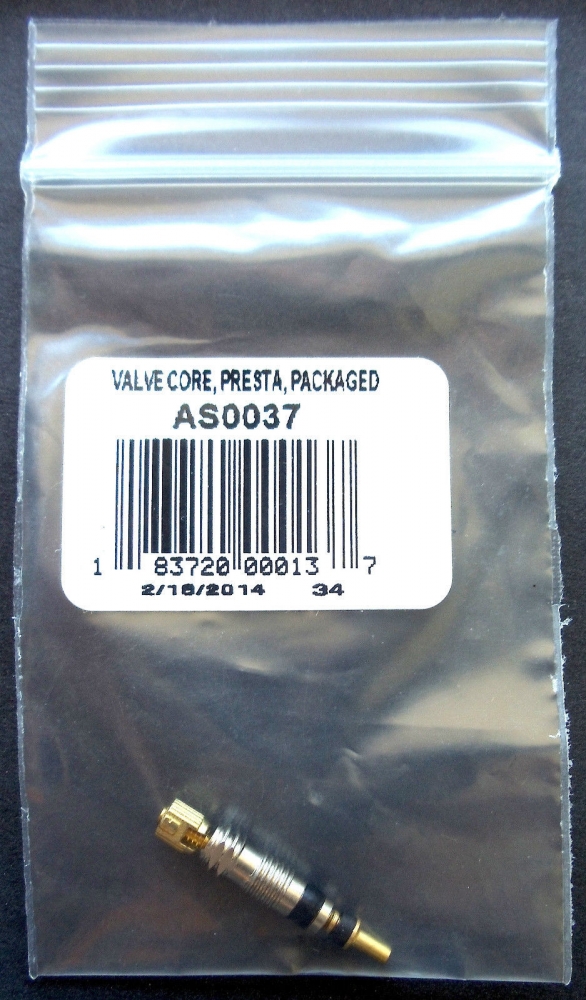 VALVE CORE, PRESTA, PACKAGED
AS0037
1 83720 00013 7
2/18/2014 34